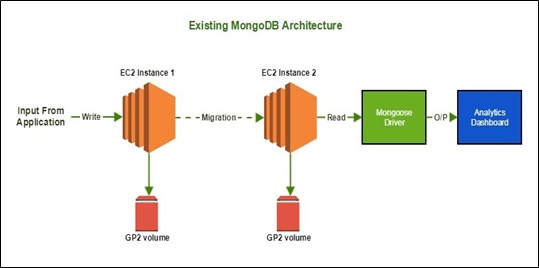 Existing MongoDB Architecture
EC2 Instance 1
EC2 Instance 2
Input From
Application
Write
Migration
Read
Mongoose
Driver
O/P
Analytics
Dashboard
GP2 volume
GP2 volume